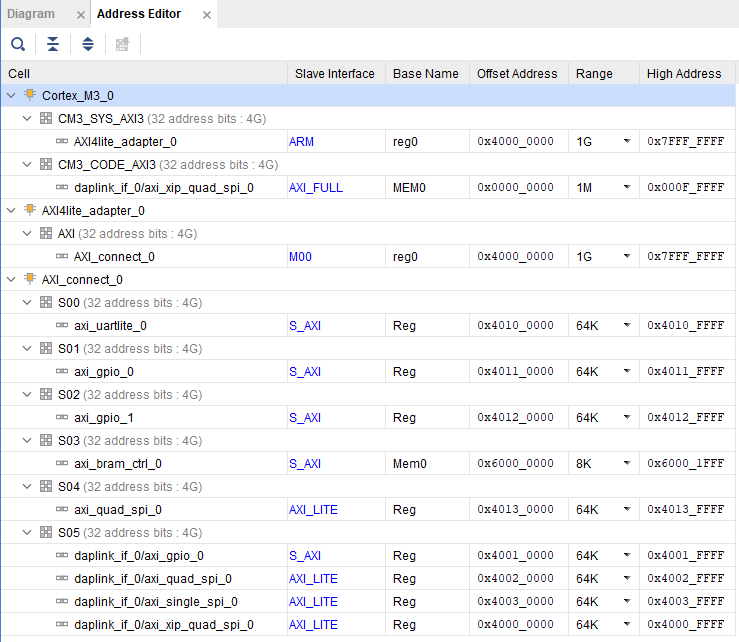 Diagram × Address Editor ×
Cell Slave Interface Base Name Offset Address Range High Address
Cortex_M3_0
CM3_SYS_AXI3 (32 address bits : 4G)
AXI4lite_adapter_0 ARM reg0 0x4000_0000 1G 0x7FFF_FFFF
CM3_CODE_AXI3 (32 address bits : 4G)
daplink_if_0/axi_xip_quad_spi_0 AXI_FULL MEM0 0x0000_0000 1M 0x000F_FFFF
AXI4lite_adapter_0
AXI (32 address bits : 4G)
AXI_connect_0 M00 reg0 0x4000_0000 1G 0x7FFF_FFFF
AXI_connect_0
S00 (32 address bits : 4G)
axi_uartlite_0 S_AXI Reg 0x4010_0000 64K 0x4010_FFFF
S01 (32 address bits : 4G)
axi_gpio_0 S_AXI Reg 0x4011_0000 64K 0x4011_FFFF
S02 (32 address bits : 4G)
axi_gpio_1 S_AXI Reg 0x4012_0000 64K 0x4012_FFFF
S03 (32 address bits : 4G)
axi_bram_ctrl_0 S_AXI Mem0 0x6000_0000 8K 0x6000_1FFF
S04 (32 address bits : 4G)
axi_quad_spi_0 AXI_LITE Reg 0x4013_0000 64K 0x4013_FFFF
S05 (32 address bits : 4G)
daplink_if_0/axi_gpio_0 S_AXI Reg 0x4001_0000 64K 0x4001_FFFF
daplink_if_0/axi_quad_spi_0 AXI_LITE Reg 0x4002_0000 64K 0x4002_FFFF
daplink_if_0/axi_single_spi_0 AXI_LITE Reg 0x4003_0000 64K 0x4003_FFFF
daplink_if_0/axi_xip_quad_spi_0 AXI_LITE Reg 0x4000_0000 64K 0x4000_FFFF